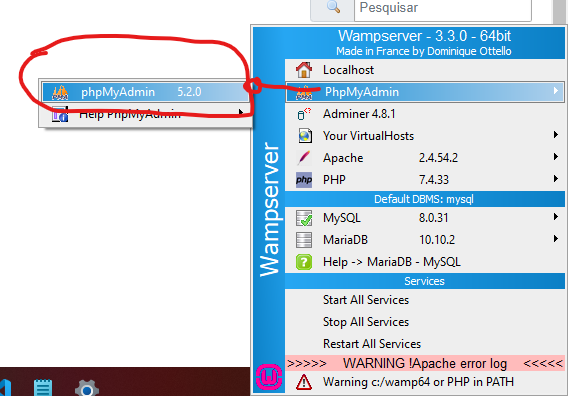 Pesquisar
Wampserver - 3.3.0 - 64bit
Made in France by Dominique Ottello
Localhost
PhpMyAdmin
phpMyAdmin 5.2.0
Help PhpMyAdmin
Adminer 4.8.1
Your VirtualHosts
Apache 2.4.54.2
php PHP 7.4.33
Default DBMS: mysql
MySQL 8.0.31
MariaDB 10.10.2
Help -> MariaDB - MySQL
Services
Start All Services
Stop All Services
Restart All Services
>>>>> WARNING !Apache error log <<<<<
Warning c:/wamp64 or PHP in PATH
Wampserver